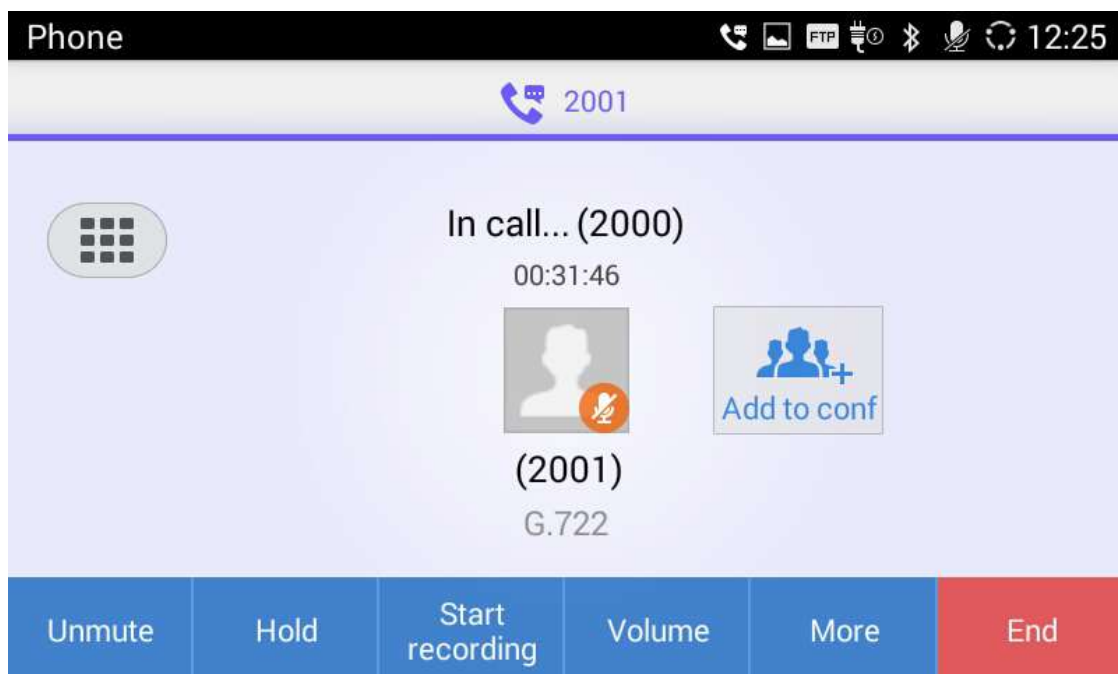 Phone
FTP
12:25
2001
In call... (2000)
00:31:46
Add to conf
(2001)
G.722
Unmute
Hold
Start
recording
Volume
More
End